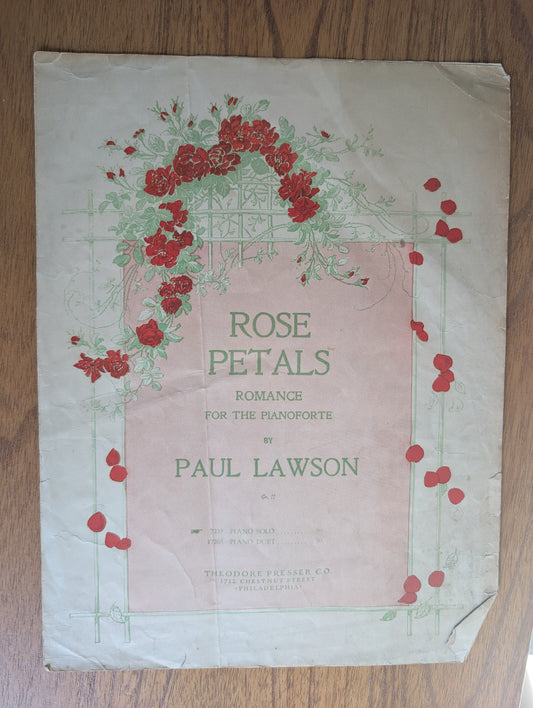 ROSE
PETALS
ROMANCE
FOR THE PIANOFORTE
BY
PAUL LAWSON
PIANO SOLO
PIANO DUET
THEODORE PRESSER CO.
1712 CHESTNUT STREET
PHILADELPHIA